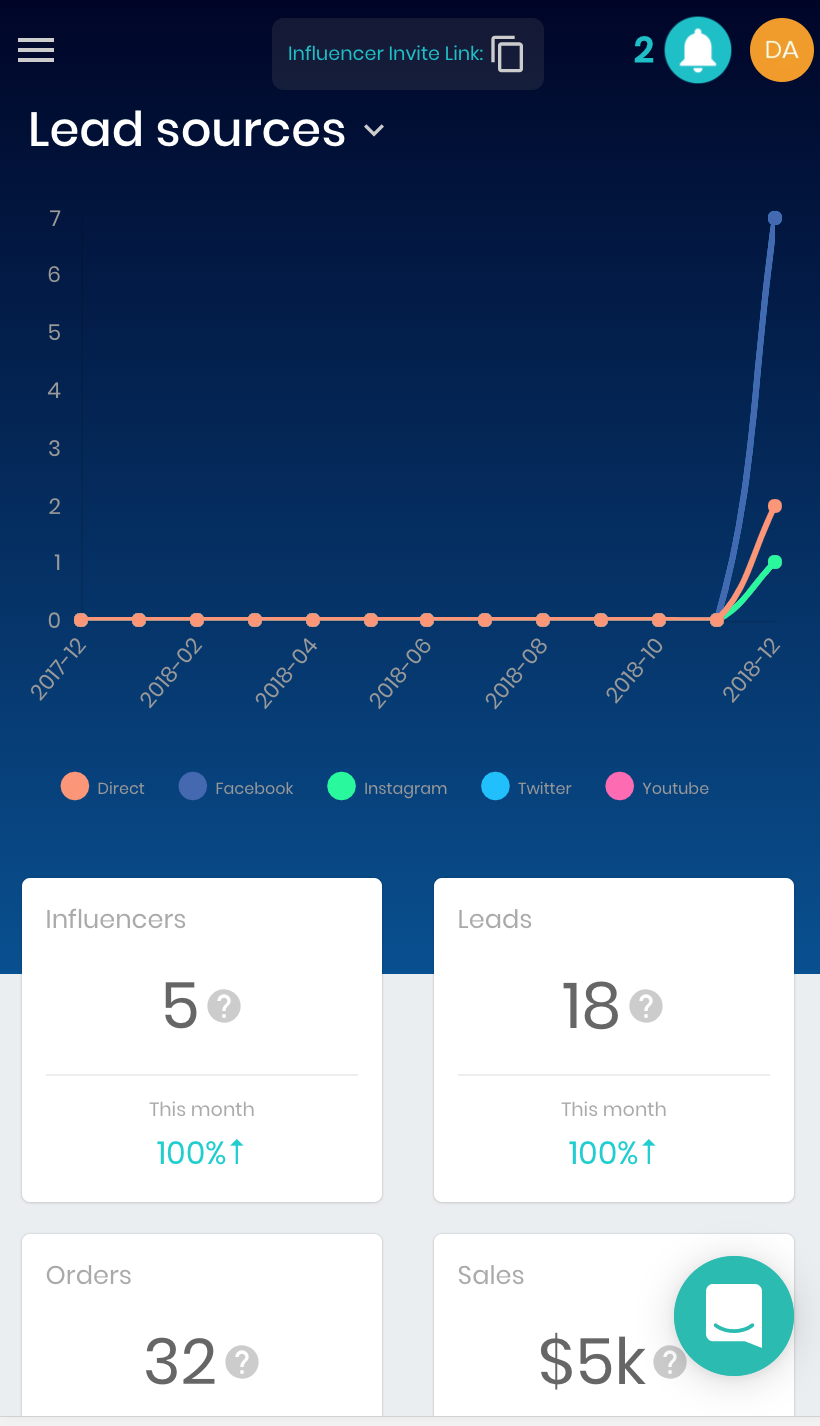 Influencer Invite Link:
2
DA
Lead sources
7
6
5
4
3
2
1
0
2017-12
2018-02
2018-04
2018-06
2018-08
2018-10
2018-12
Direct
Facebook
Instagram
Twitter
Youtube
Influencers
5 ?
This month
100%↑
Leads
18 ?
This month
100%↑
Orders
32 ?
Sales
$5k ?